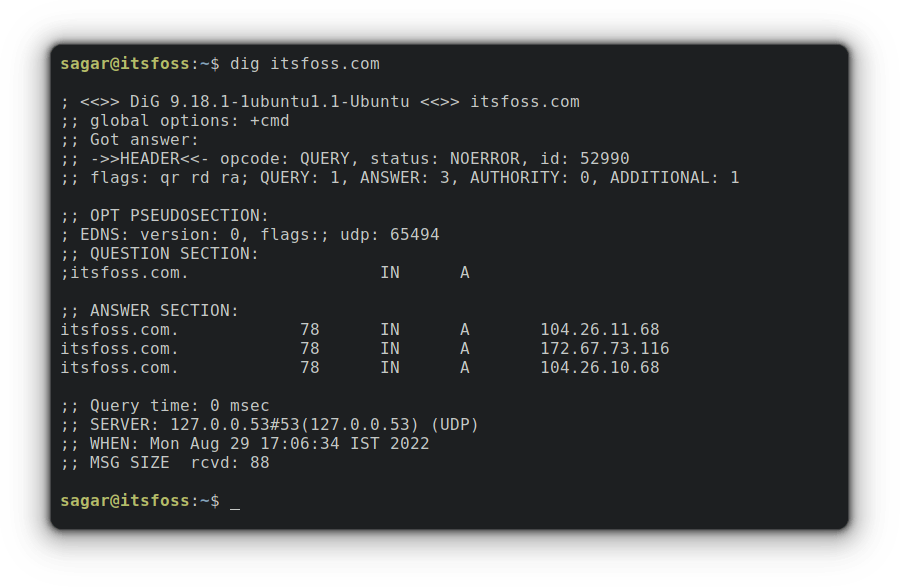 sagar@itsfoss:~$ dig itsfoss.com
; <<>> DiG 9.18.1-1ubuntu1.1-Ubuntu <<>> itsfoss.com
;; global options: +cmd
;; Got answer:
;; ->>HEADER<<- opcode: QUERY, status: NOERROR, id: 52990
;; flags: qr rd ra; QUERY: 1, ANSWER: 3, AUTHORITY: 0, ADDITIONAL: 1
;; OPT PSEUDOSECTION:
; EDNS: version: 0, flags:; udp: 65494
;; QUESTION SECTION:
;itsfoss.com.                   IN      A
;; ANSWER SECTION:
itsfoss.com.            78      IN      A       104.26.11.68
itsfoss.com.            78      IN      A       172.67.73.116
itsfoss.com.            78      IN      A       104.26.10.68
;; Query time: 0 msec
;; SERVER: 127.0.0.53#53(127.0.0.53) (UDP)
;; WHEN: Mon Aug 29 17:06:34 IST 2022
;; MSG SIZE  rcvd: 88
sagar@itsfoss:~$ _